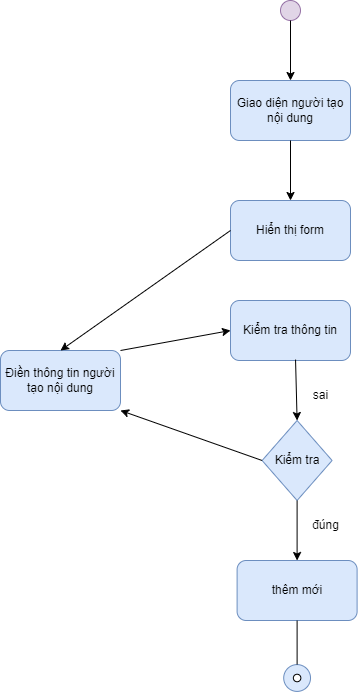 Giao diện người tạo
nội dung
Hiển thị form
Kiểm tra thông tin
Điền thông tin người
tạo nội dung
sai
Kiểm tra
đúng
thêm mới